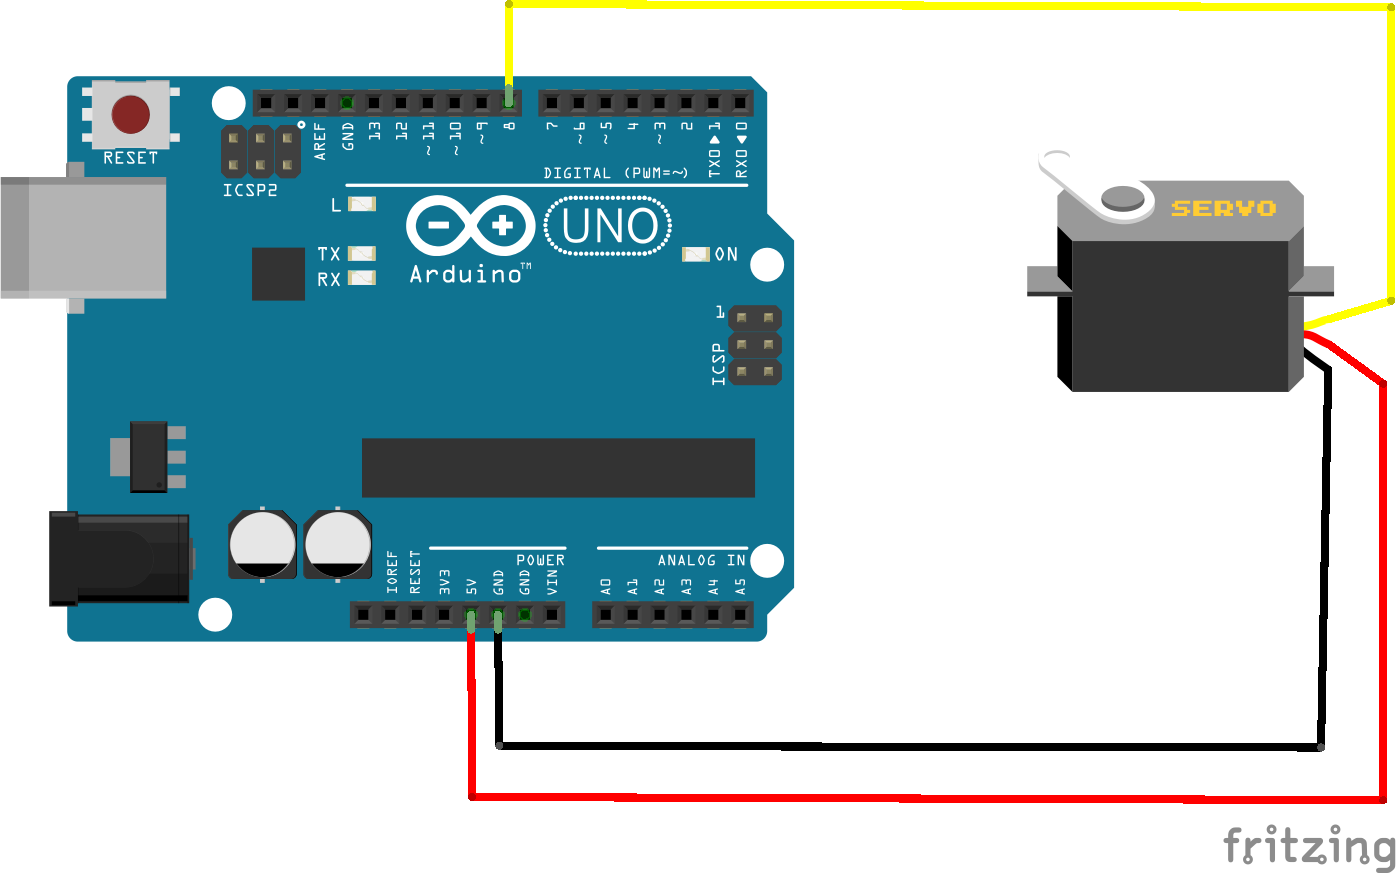 RESET
ICSP2
AREF
GND
13
12
~11
~10
~9
8
7
~6
~5
4
~3
2
TX0▶1
RX0◀0
DIGITAL (PWM=~)
L
TX
RX
UNO
Arduino™
ON
1
ICSP
SERVO
POWER
ANALOG IN
IOREF
RESET
3V3
5V
GND
GND
VIN
A0
A1
A2
A3
A4
A5
fritzing